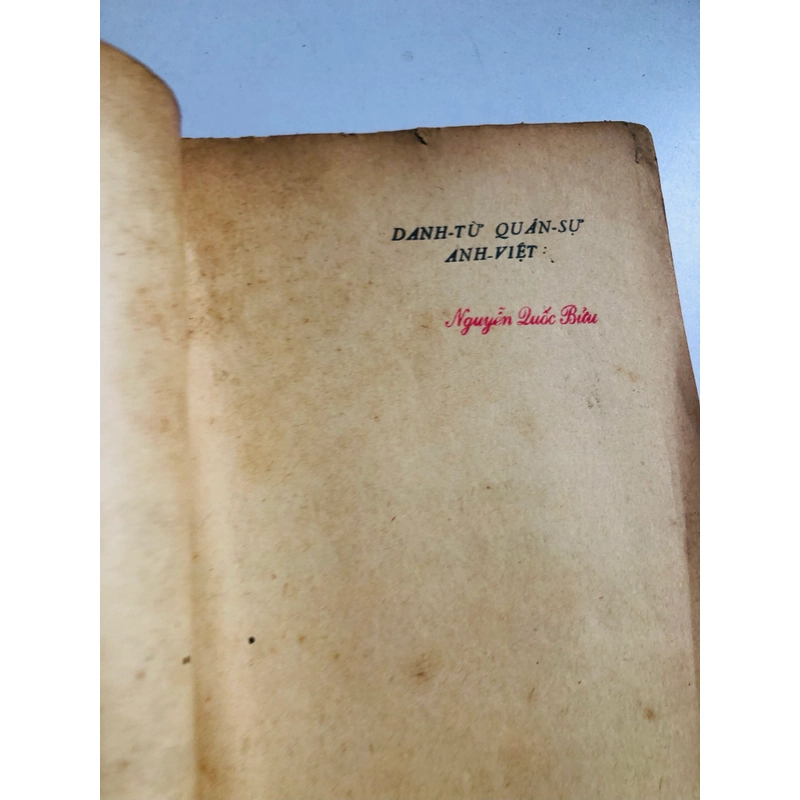 DANH-TỪ QUÂN-SỰ
ANH-VIỆT
Nguyễn Quốc Bửu